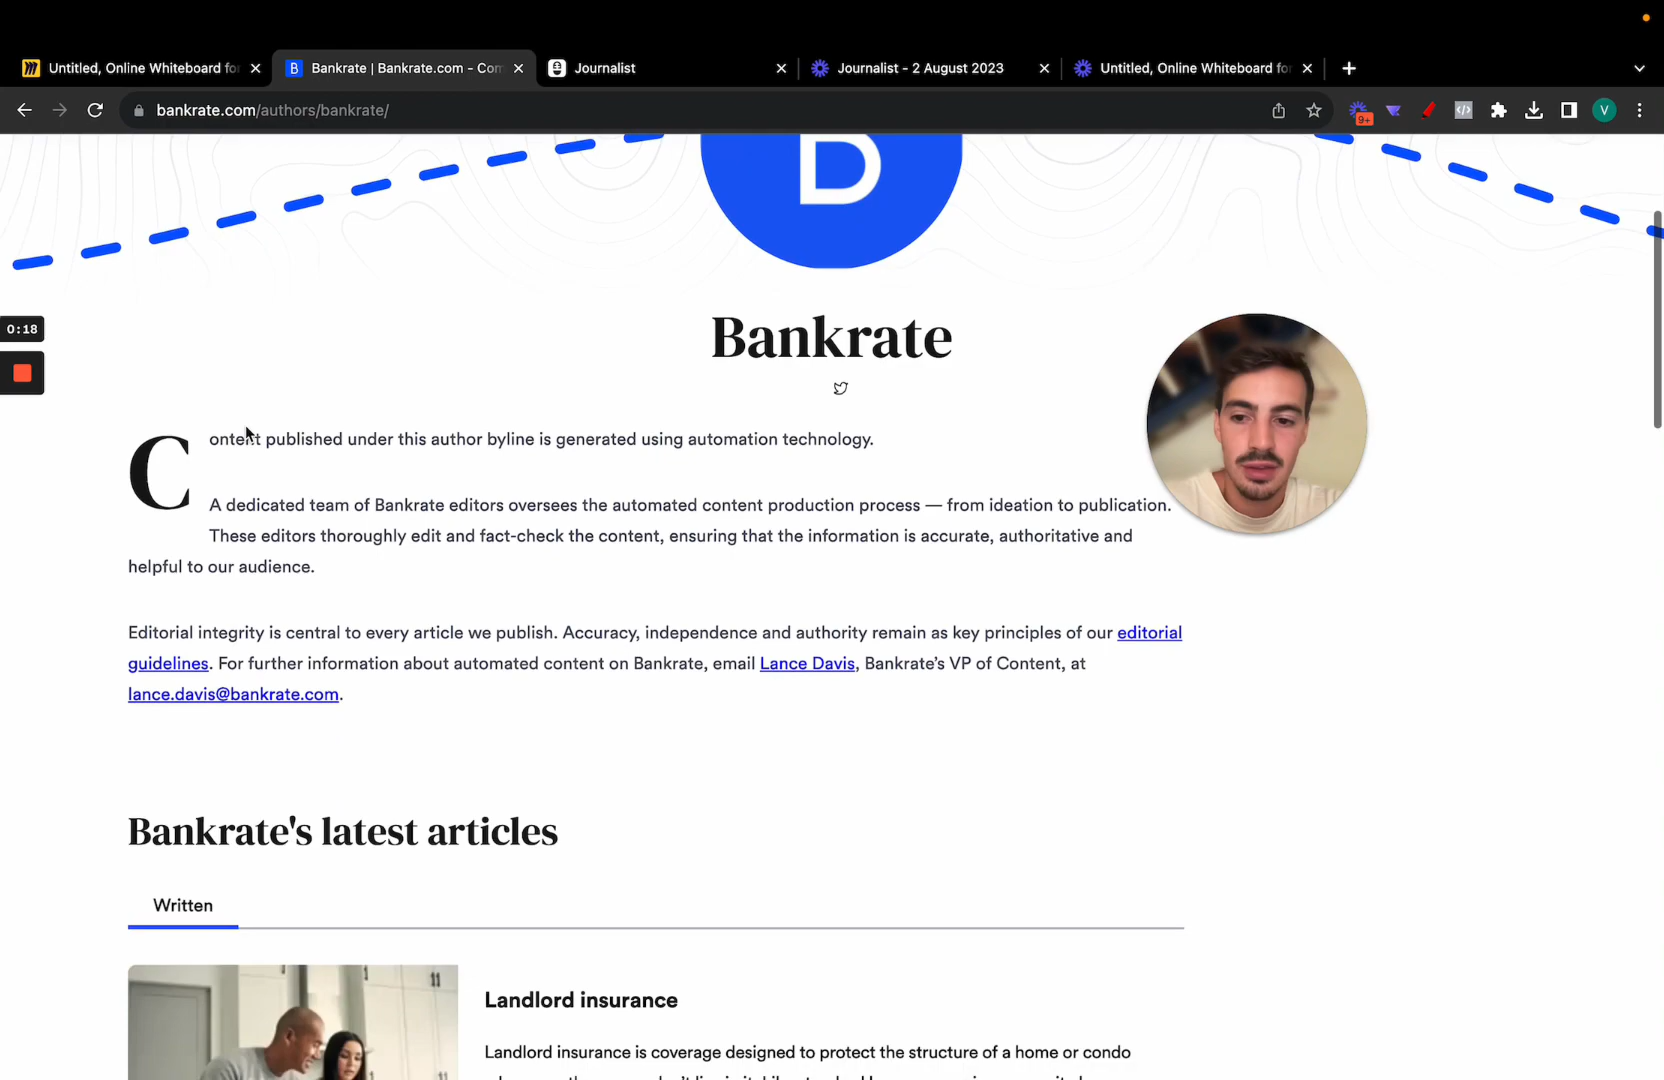 Untitled, Online Whiteboard for
Bankrate | Bankrate.com - Com
Journalist
Journalist - 2 August 2023
Untitled, Online Whiteboard for
bankrate.com/authors/bankrate/
9+
V
B
0:18
Bankrate
Content published under this author byline is generated using automation technology.
A dedicated team of Bankrate editors oversees the automated content production process — from ideation to publication.
These editors thoroughly edit and fact-check the content, ensuring that the information is accurate, authoritative and
helpful to our audience.
Editorial integrity is central to every article we publish. Accuracy, independence and authority remain as key principles of our editorial
guidelines. For further information about automated content on Bankrate, email Lance Davis, Bankrate's VP of Content, at
lance.davis@bankrate.com.
Bankrate's latest articles
Written
Landlord insurance
Landlord insurance is coverage designed to protect the structure of a home or condo